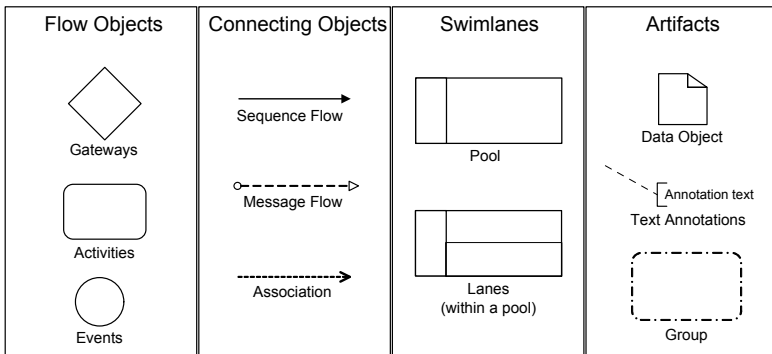 Flow Objects
Gateways
Activities
Events
Connecting Objects
Sequence Flow
Message Flow
Association
Swimlanes
Pool
Lanes
(within a pool)
Artifacts
Data Object
Annotation text
Text Annotations
Group